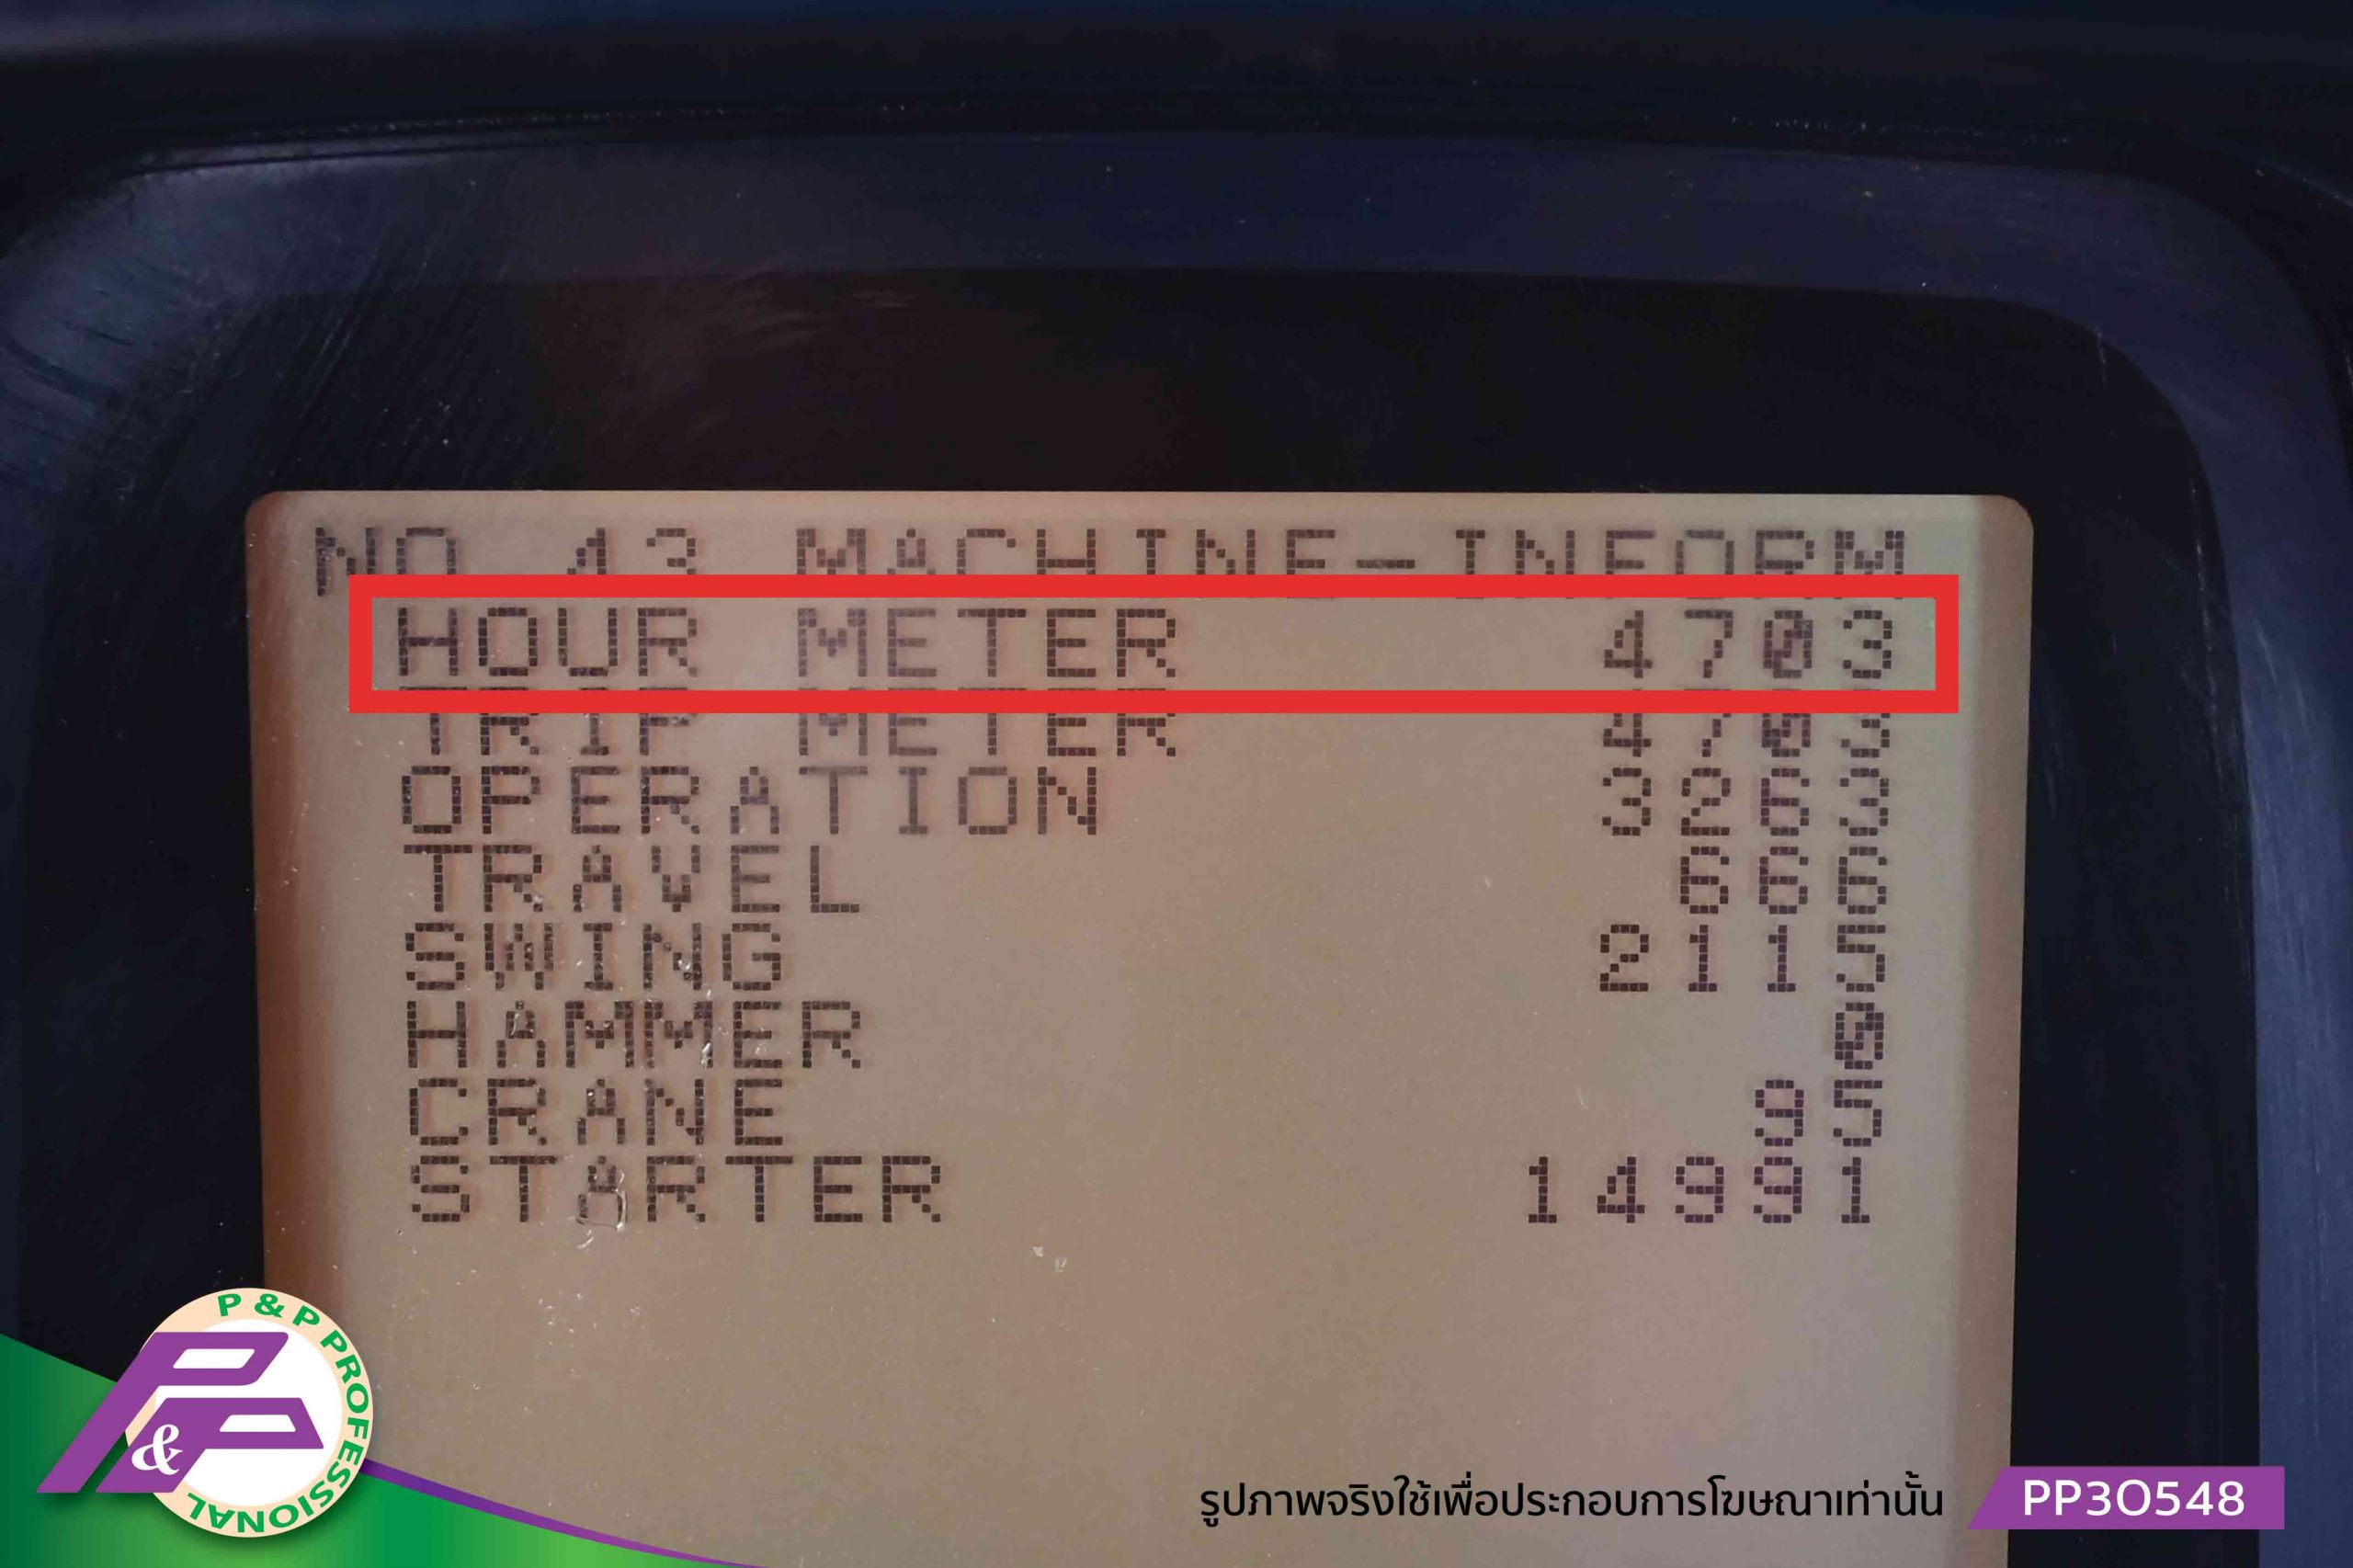 NO 43 MACHINE-INFORM
HOUR METER 4703
TRIP METER 4703
OPERATION 3263
TRAVEL 666
SWING 2115
HAMMER 0
CRANE 95
STARTER 14991
P & P PROFESSIONAL
P&P
รูปภาพจริงใช้เพื่อประกอบการโฆษณาเท่านั้น
PP30548